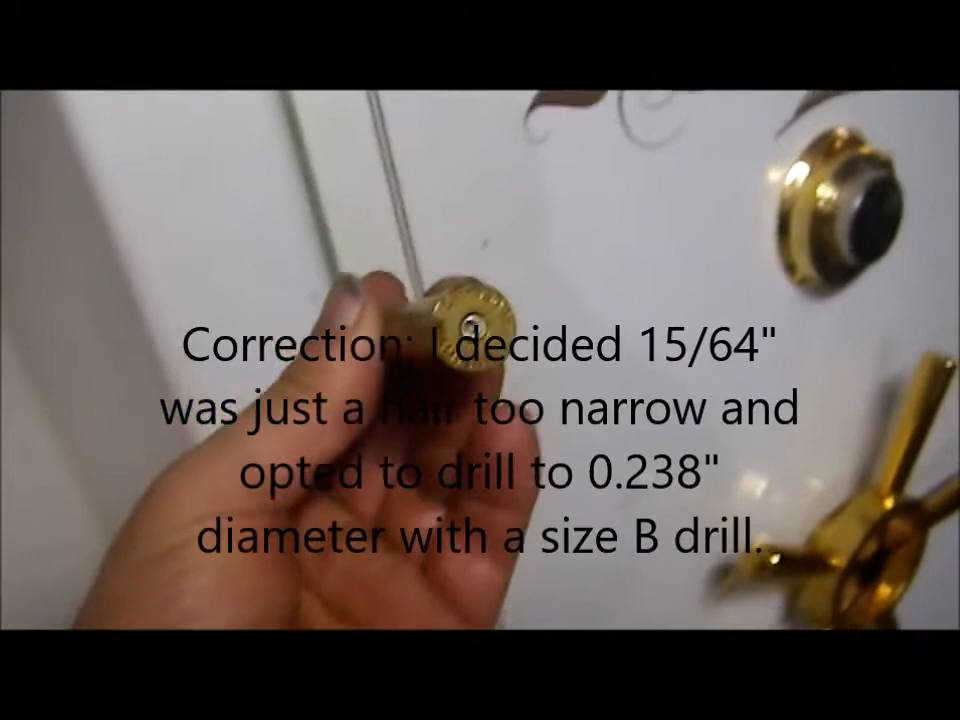 Correction: I decided 15/64"
was just a hair too narrow and
opted to drill to 0.238"
diameter with a size B drill.